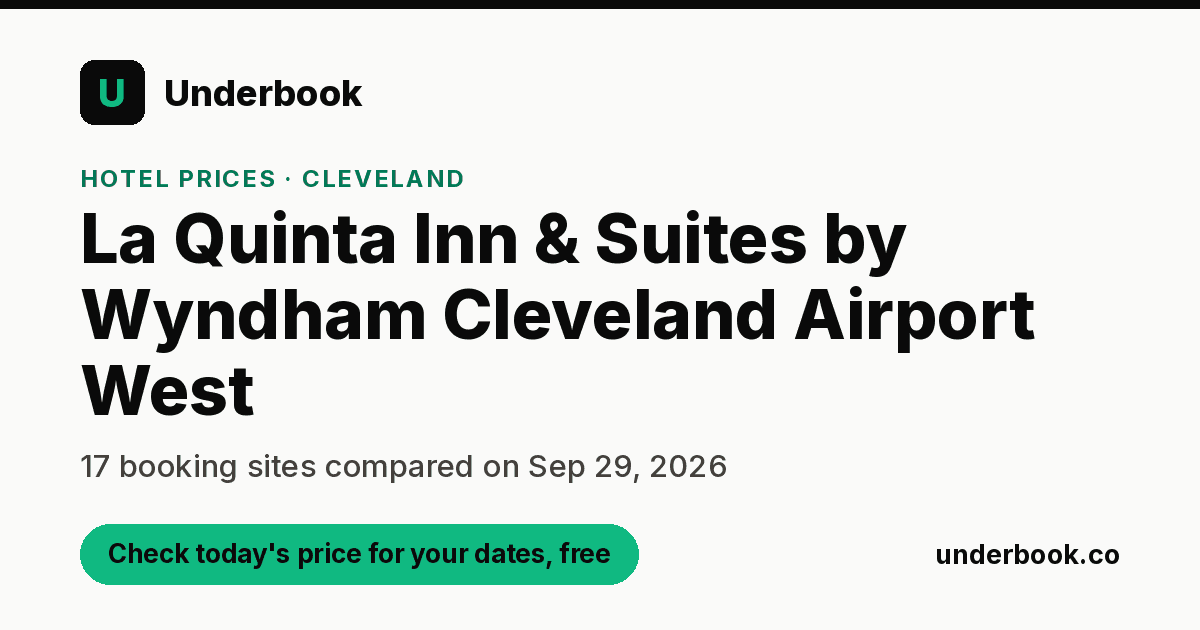 U Underbook
HOTEL PRICES · CLEVELAND
La Quinta Inn & Suites by
Wyndham Cleveland Airport
West
17 booking sites compared on Sep 29, 2026
Check today's price for your dates, free
underbook.co